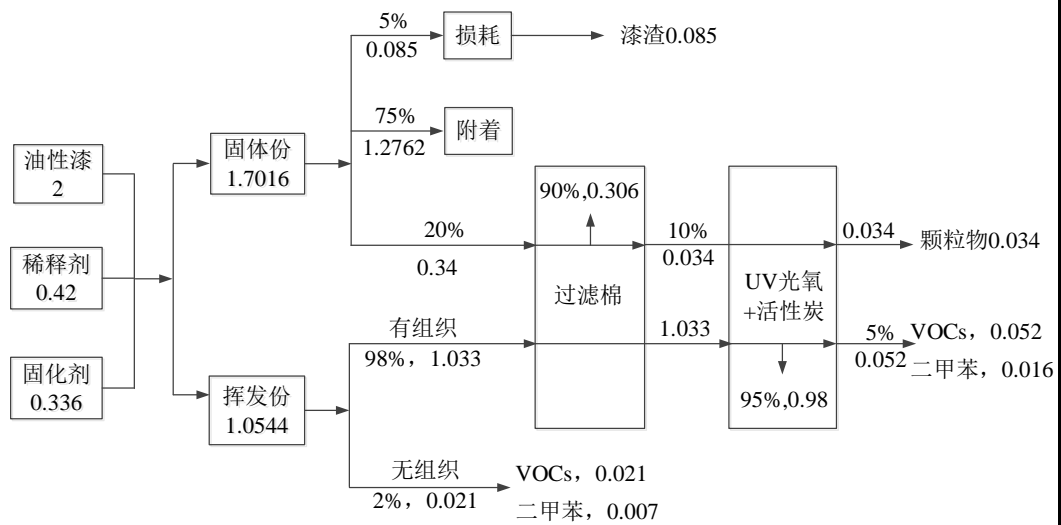 5%
0.085
损耗
漆渣0.085
75%
1.2762
附着
油性漆
2
固体份
1.7016
90%,0.306
20%
0.34
10%
0.034
0.034
颗粒物0.034
稀释剂
0.42
过滤棉
UV光氧
+活性炭
有组织
98%，1.033
1.033
5%
0.052
VOCs，0.052
二甲苯，0.016
固化剂
0.336
挥发份
1.0544
95%,0.98
无组织
2%，0.021
VOCs，0.021
二甲苯，0.007